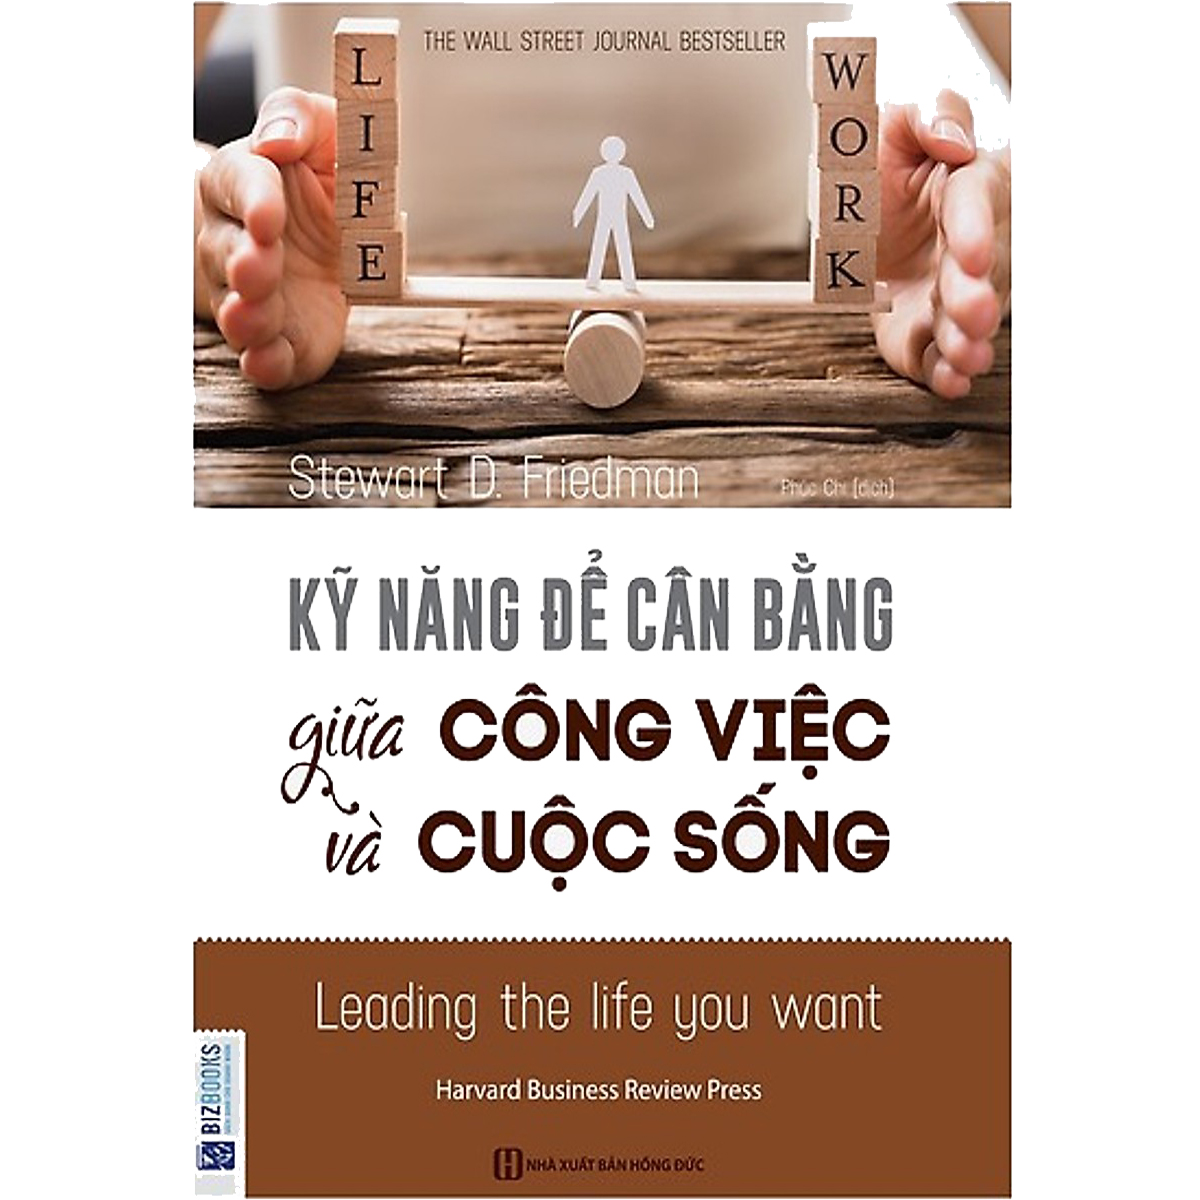 THE WALL STREET JOURNAL BESTSELLER
LIFE
WORK
Stewart D. Friedman
Phúc Chi (dịch)
KỸ NĂNG ĐỂ CÂN BẰNG
giữa CÔNG VIỆC
và CUỘC SỐNG
Leading the life you want
Harvard Business Review Press
BIZBOOKS
NHÀ XUẤT BẢN HỒNG ĐỨC